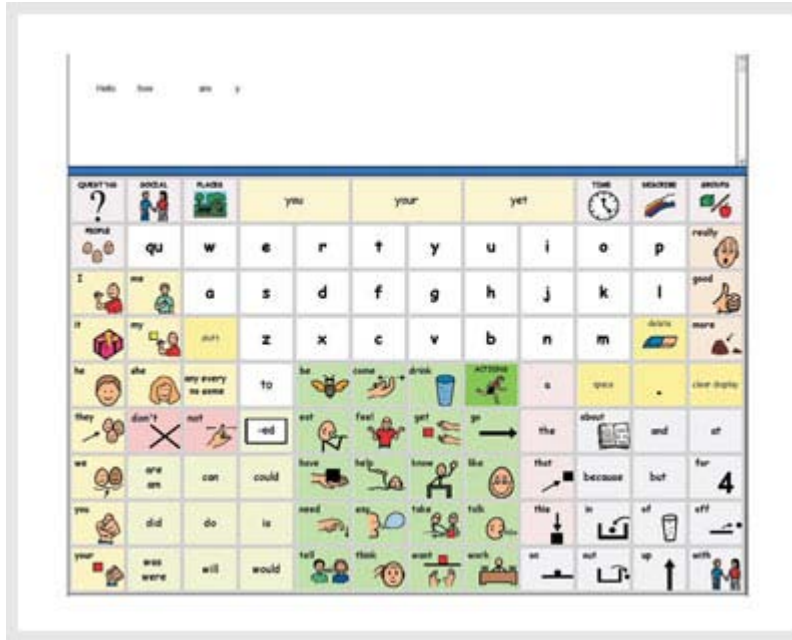 Hello how are y
QUESTIONS SOCIAL PLACES you your yet TIME DESCRIBE GROUPS
PEOPLE qu w e r t y u i o p really
I me a s d f g h j k l good
it my shift z x c v b n m delete more
he she any every to be come drink ACTIONS a space . clear display
no some
they don't not -ed eat feel get go the about and at
we are can could have help know like that because but for 4
am
you did do is need say take talk this in of off
your was will would tell think want work on out up with
were